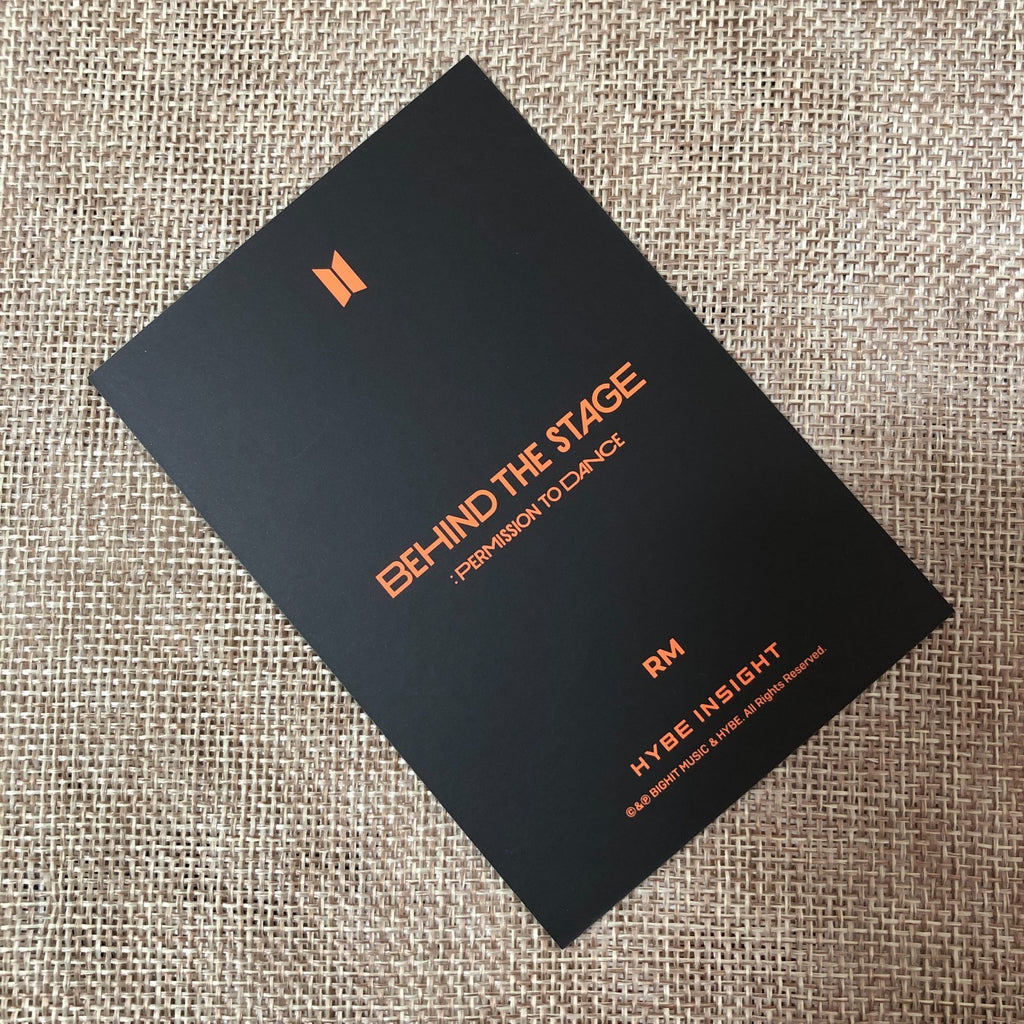 BEHIND THE STAGE
: PERMISSION TO DANCE
RM
HYBE INSIGHT
©&℗ BIGHIT MUSIC & HYBE. All Rights Reserved.